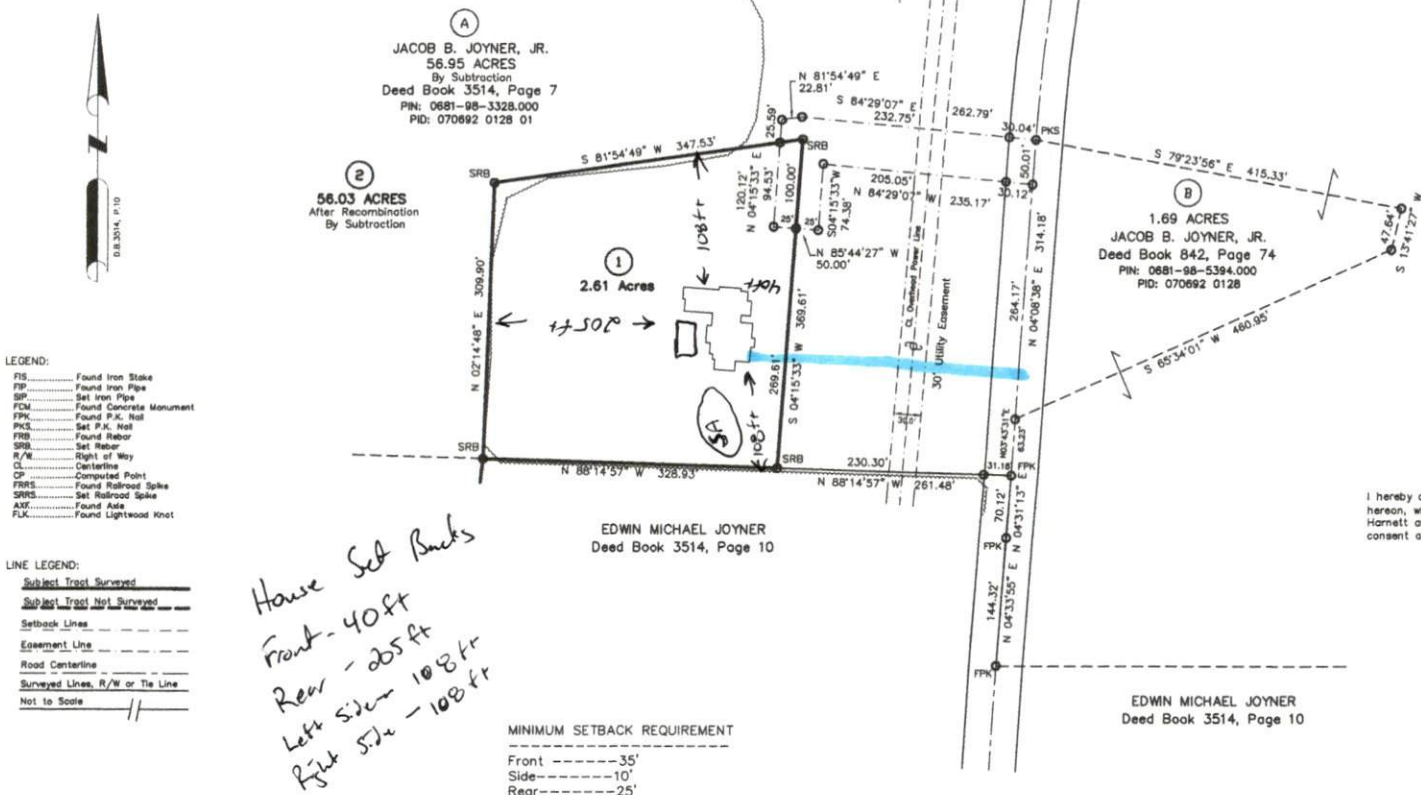 A
JACOB B. JOYNER, JR.
56.95 ACRES
By Subtraction
Deed Book 3514, Page 7
PIN: 0681-98-3328.000
PID: 070692 0128 01
N
D.B.3514, P.10
2
56.03 ACRES
After Recombination
By Subtraction
N 81°54'49" E
22.81'
S 84°29'07" E
232.75'
262.79'
25.59'
30.04'
PKS
50.01'
S 81°54'49" W 347.53'
SRB
SRB
120.12'
N 04°15'33" E
94.53'
100.00'
25'
25'
S04°15'33"W
74.38'
205.05'
N 84°29'07" W
235.17'
30.12'
N 85°44'27" W
50.00'
S 79°23'56" E 415.33'
B
1.69 ACRES
JACOB B. JOYNER, JR.
Deed Book 842, Page 74
PIN: 0681-98-5394.000
PID: 070692 0128
47.64'
S 13°41'27" W
S 65°34'01" W 460.95'
1
2.61 Acres
108ft
40ft
205ft
108ft
SA
N 02°14'48" E 309.90'
269.61'
S 04°15'33" W 369.61'
CL Overhead Power Line
30' Utility Easement
30.0'
264.17'
N 04°08'38" E 314.18'
N03°43'31"E
63.23'
SRB
SRB
N 88°14'57" W 328.93'
230.30'
N 88°14'57" W 261.48'
31.18'
FPK
70.12'
N 04°31'13" E
FPK
144.32'
N 04°33'55" E
FPK
EDWIN MICHAEL JOYNER
Deed Book 3514, Page 10
EDWIN MICHAEL JOYNER
Deed Book 3514, Page 10
I hereby
hereon,
Harnett
consent
LEGEND:
FIS............Found Iron Stake
FIP............Found Iron Pipe
SIP............Set Iron Pipe
FCM............Found Concrete Monument
FPK............Found P.K. Nail
PKS............Set P.K. Nail
FRB............Found Rebar
SRB............Set Rebar
R/W............Right of Way
CL............Centerline
CP............Computed Point
FRRS............Found Railroad Spike
SRRS............Set Railroad Spike
AXF............Found Axle
FLK............Found Lightwood Knot
LINE LEGEND:
Subject Tract Surveyed
Subject Tract Not Surveyed
Setback Lines
Easement Line
Road Centerline
Surveyed Lines, R/W or Tie Line
Not to Scale
House Set Backs
Front - 40ft
Rear - 205ft
Left Side - 108ft
Right Side - 108ft
MINIMUM SETBACK REQUIREMENT
Front -------35'
Side--------10'
Rear--------25'